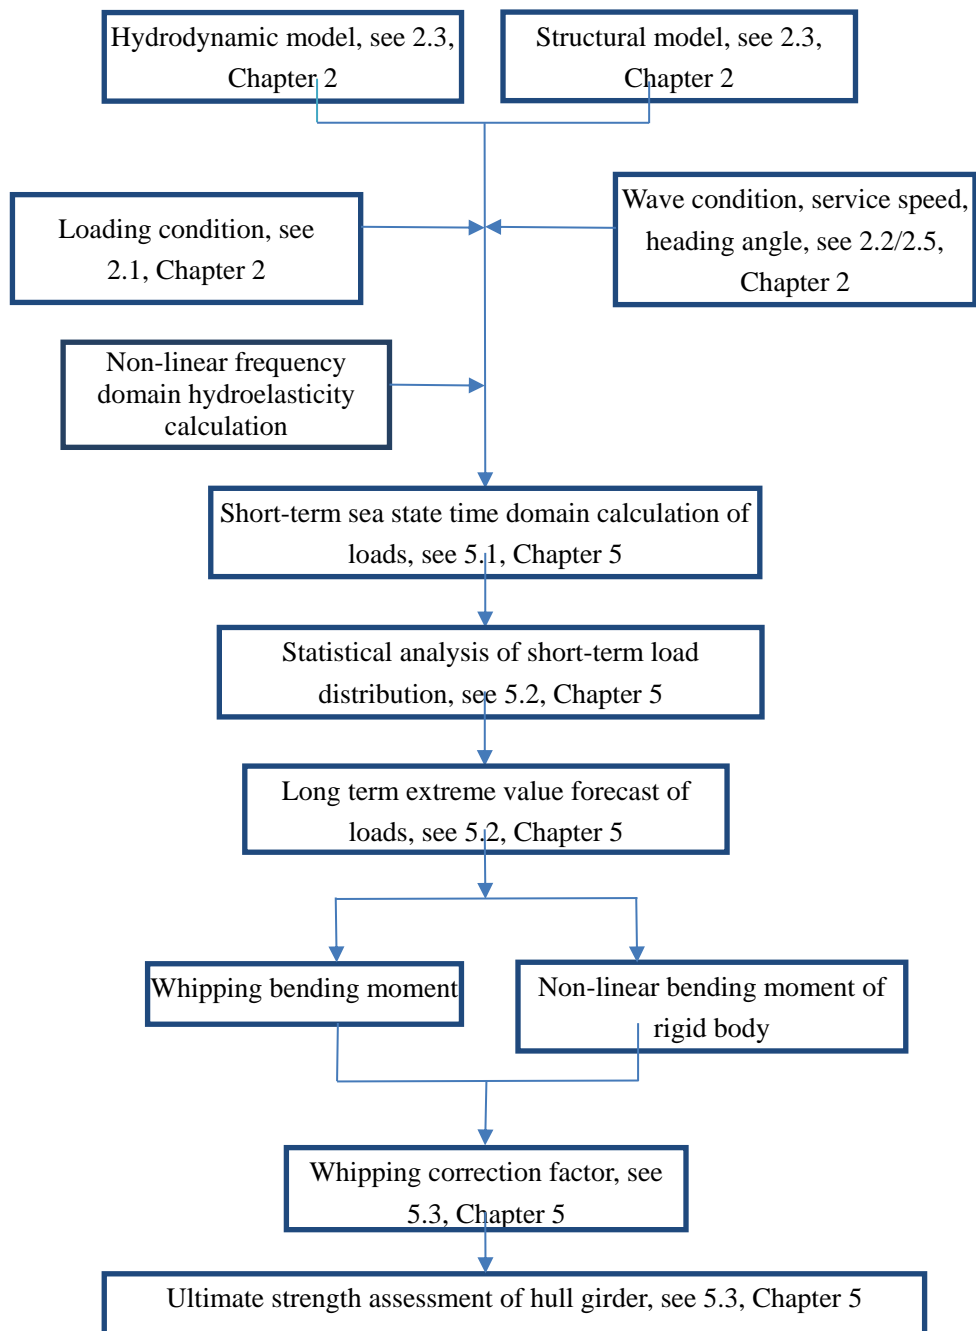 Hydrodynamic model, see 2.3,
Chapter 2
Structural model, see 2.3,
Chapter 2
Loading condition, see
2.1, Chapter 2
Wave condition, service speed,
heading angle, see 2.2/2.5,
Chapter 2
Non-linear frequency
domain hydroelasticity
calculation
Short-term sea state time domain calculation of
loads, see 5.1, Chapter 5
Statistical analysis of short-term load
distribution, see 5.2, Chapter 5
Long term extreme value forecast of
loads, see 5.2, Chapter 5
Whipping bending moment
Non-linear bending moment of
rigid body
Whipping correction factor, see
5.3, Chapter 5
Ultimate strength assessment of hull girder, see 5.3, Chapter 5